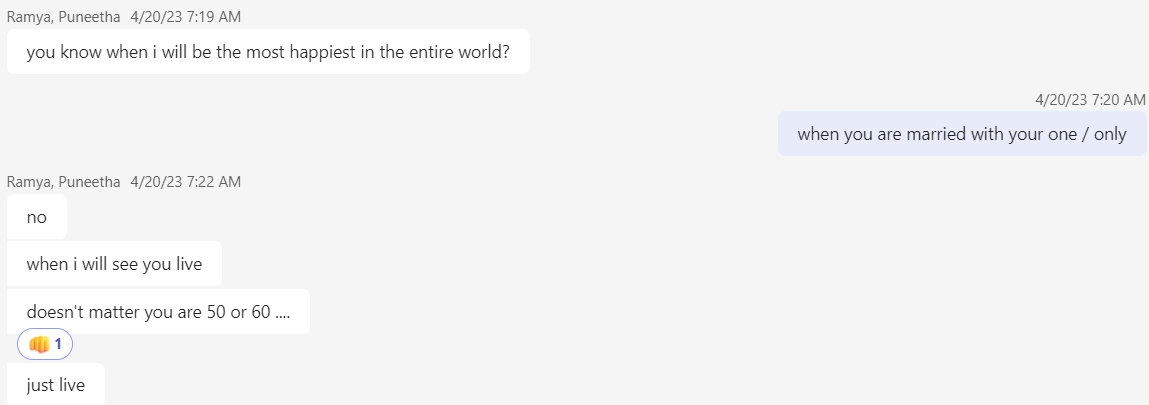 Ramya, Puneetha 4/20/23 7:19 AM
you know when i will be the most happiest in the entire world?
4/20/23 7:20 AM
when you are married with your one / only
Ramya, Puneetha 4/20/23 7:22 AM
no
when i will see you live
doesn't matter you are 50 or 60 ....
👊 1
just live